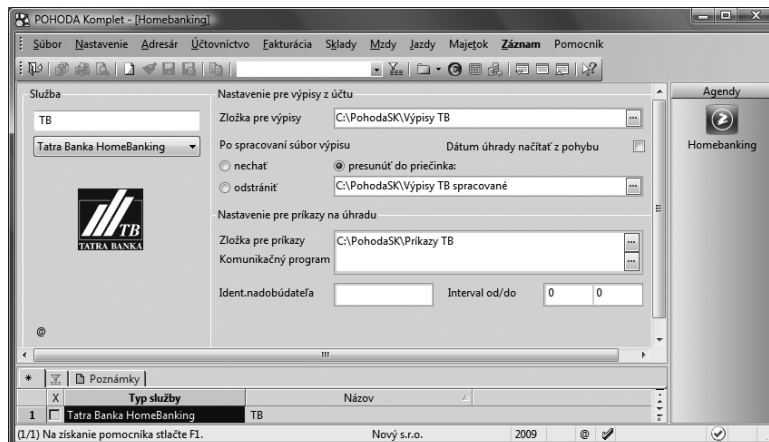 POHODA Komplet - [Homebanking]
Súbor Nastavenie Adresár Účtovníctvo Fakturácia Sklady Mzdy Jazdy Majetok Záznam Pomocník
Služba
TB
Tatra Banka HomeBanking
TB
TATRA BANKA
@
Nastavenie pre výpisy z účtu
Zložka pre výpisy C:\PohodaSK\Výpisy TB ...
Po spracovaní súbor výpisu Dátum úhrady načítať z pohybu
nechať presunúť do priečinka:
odstrániť C:\PohodaSK\Výpisy TB spracované ...
Nastavenie pre príkazy na úhradu
Zložka pre príkazy C:\PohodaSK\Príkazy TB ...
Komunikačný program ...
Ident.nadobúdateľa Interval od/do 0 0
Agendy
2
Homebanking
* Poznámky
X Typ služby Názov
1 Tatra Banka HomeBanking TB
(1/1) Na získanie pomocníka stlačte F1. Nový s.r.o. 2009 @